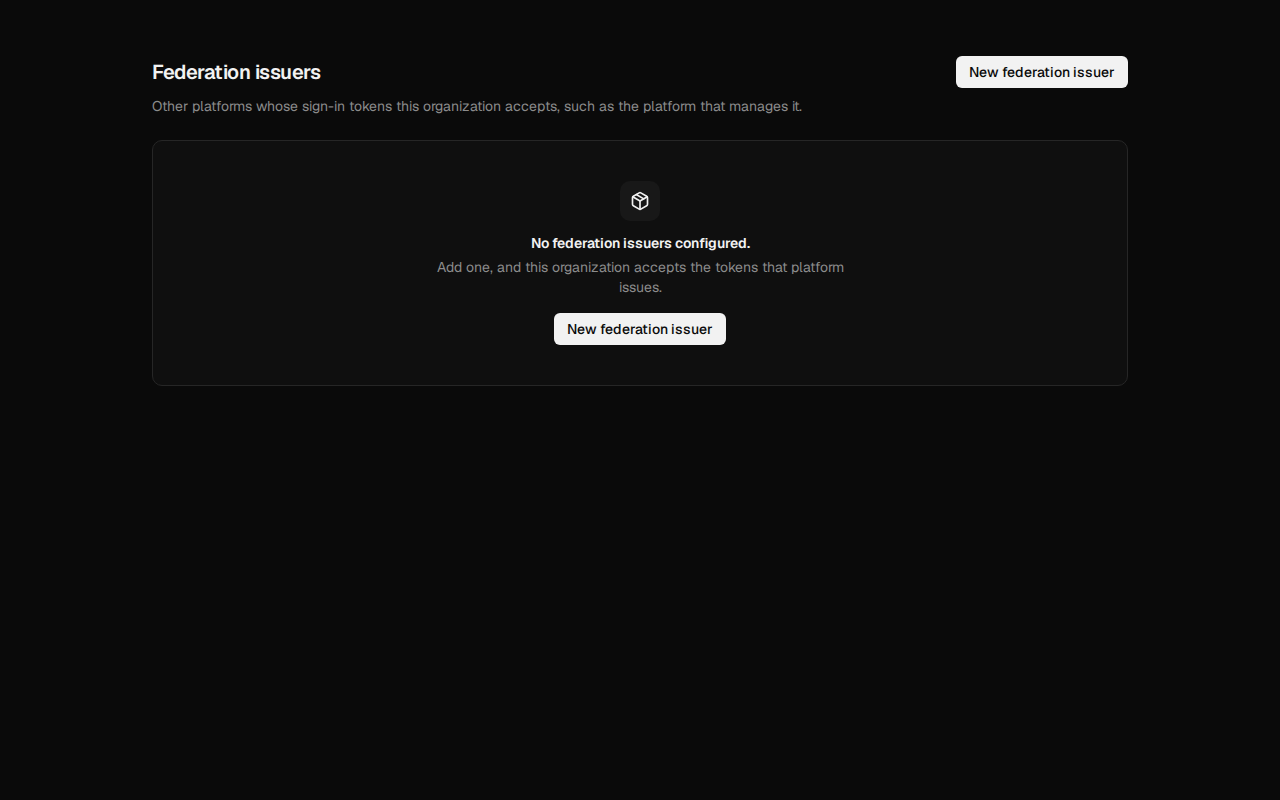 Federation issuers
New federation issuer
Other platforms whose sign-in tokens this organization accepts, such as the platform that manages it.
No federation issuers configured.
Add one, and this organization accepts the tokens that platform
issues.
New federation issuer